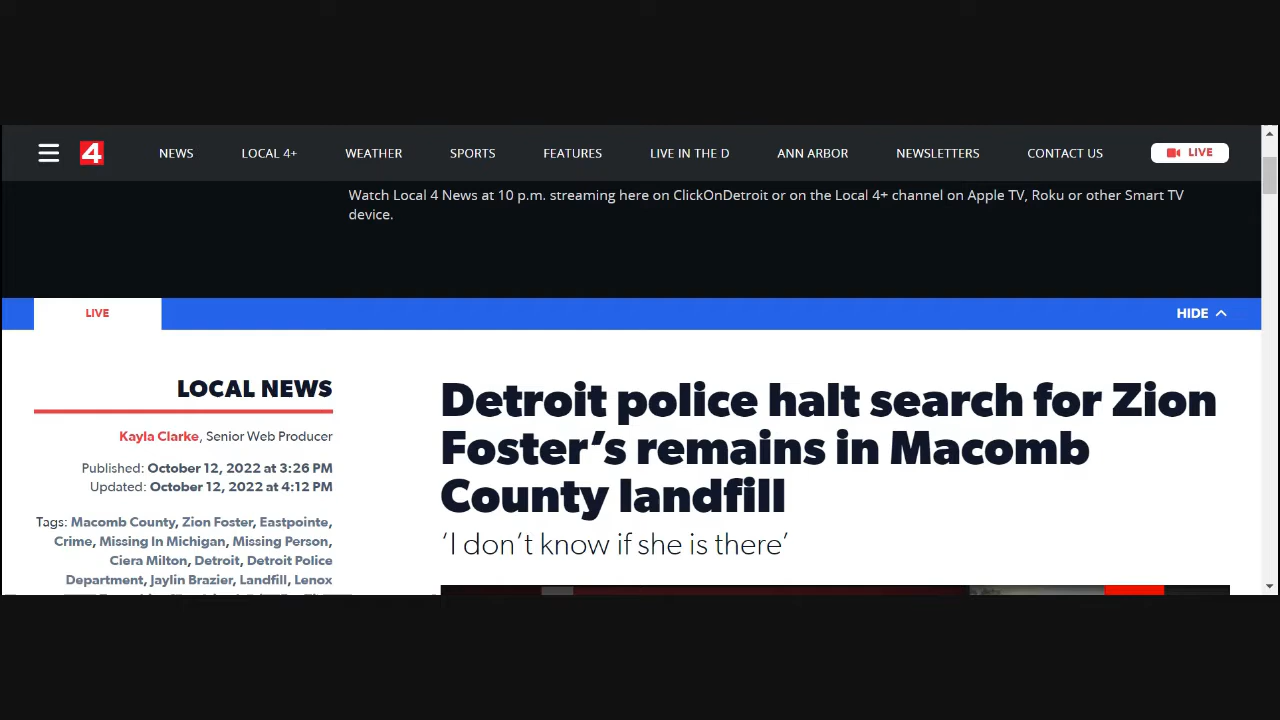 4
NEWS
LOCAL 4+
WEATHER
SPORTS
FEATURES
LIVE IN THE D
ANN ARBOR
NEWSLETTERS
CONTACT US
LIVE
Watch Local 4 News at 10 p.m. streaming here on ClickOnDetroit or on the Local 4+ channel on Apple TV, Roku or other Smart TV
device.
LIVE
HIDE
LOCAL NEWS
Kayla Clarke, Senior Web Producer
Published: October 12, 2022 at 3:26 PM
Updated: October 12, 2022 at 4:12 PM
Tags: Macomb County, Zion Foster, Eastpointe,
Crime, Missing In Michigan, Missing Person,
Ciera Milton, Detroit, Detroit Police
Department, Jaylin Brazier, Landfill, Lenox
Detroit police halt search for Zion
Foster’s remains in Macomb
County landfill
‘I don’t know if she is there’